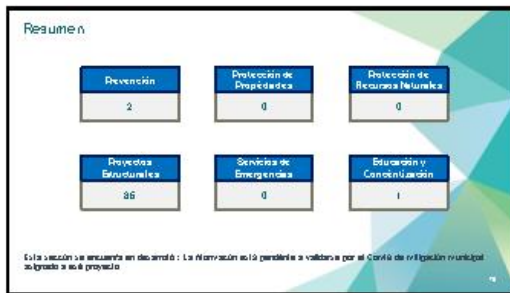 Resumen
Prevención
2
Protección de
Propiedades
0
Protección de
Recursos Naturales
0
Proyectos
Estructurales
36
Servicios de
Emergencias
0
Educación y
Concientización
1
Esta sección se encuentra en desarrollo: La información está pendiente a validarse por el Comité de Mitigación Municipal
asignado a este proyecto